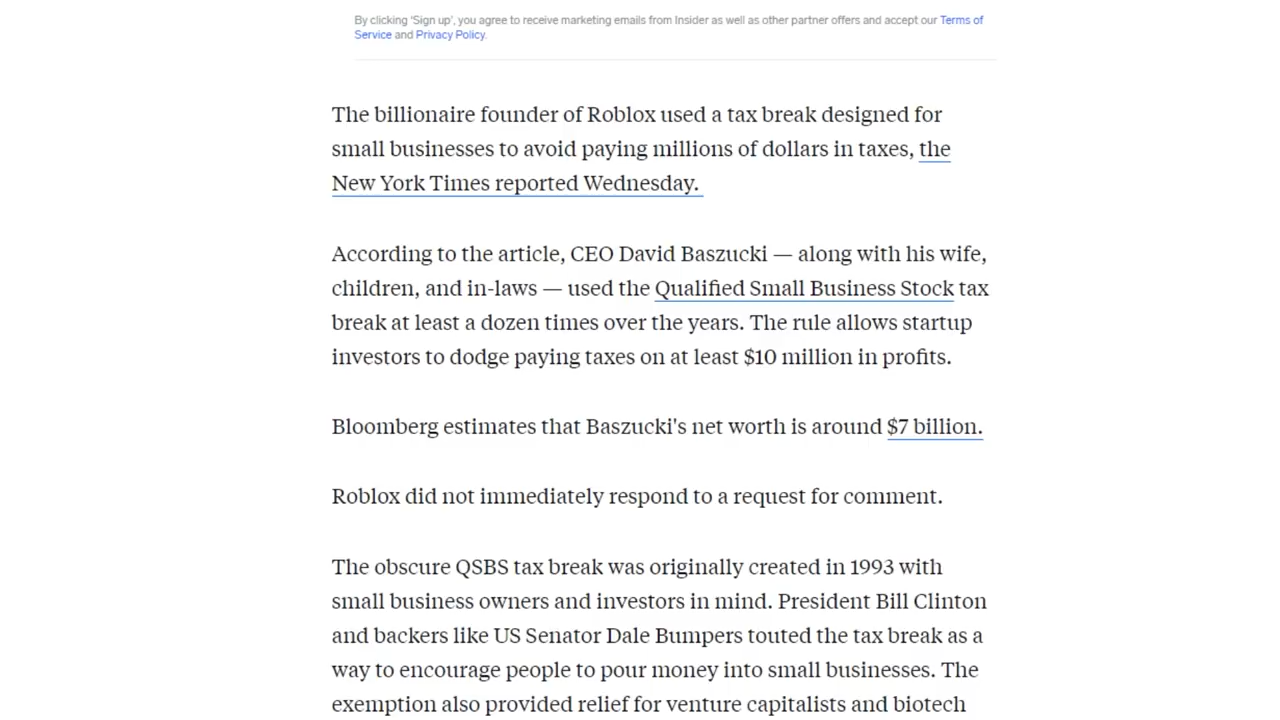 By clicking ‘Sign up’, you agree to receive marketing emails from Insider as well as other partner offers and accept our Terms of
Service and Privacy Policy.
The billionaire founder of Roblox used a tax break designed for
small businesses to avoid paying millions of dollars in taxes, the
New York Times reported Wednesday.
According to the article, CEO David Baszucki — along with his wife,
children, and in-laws — used the Qualified Small Business Stock tax
break at least a dozen times over the years. The rule allows startup
investors to dodge paying taxes on at least $10 million in profits.
Bloomberg estimates that Baszucki's net worth is around $7 billion.
Roblox did not immediately respond to a request for comment.
The obscure QSBS tax break was originally created in 1993 with
small business owners and investors in mind. President Bill Clinton
and backers like US Senator Dale Bumpers touted the tax break as a
way to encourage people to pour money into small businesses. The
exemption also provided relief for venture capitalists and biotech